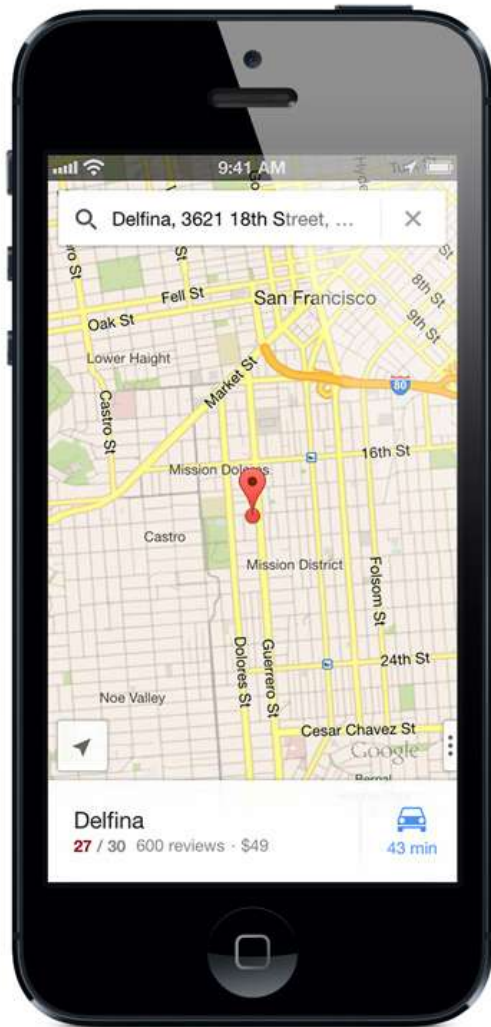 9:41 AM
Delfina, 3621 18th Street, ...
Fell St
San Francisco
8th St
9th St
Oak St
Lower Haight
Market St
80
Castro St
16th St
Mission Dolores
Castro
Mission District
Folsom St
Dolores St
Guerrero St
24th St
Noe Valley
Cesar Chavez St
Google
Bernal
Delfina
27 / 30 600 reviews · $49
43 min